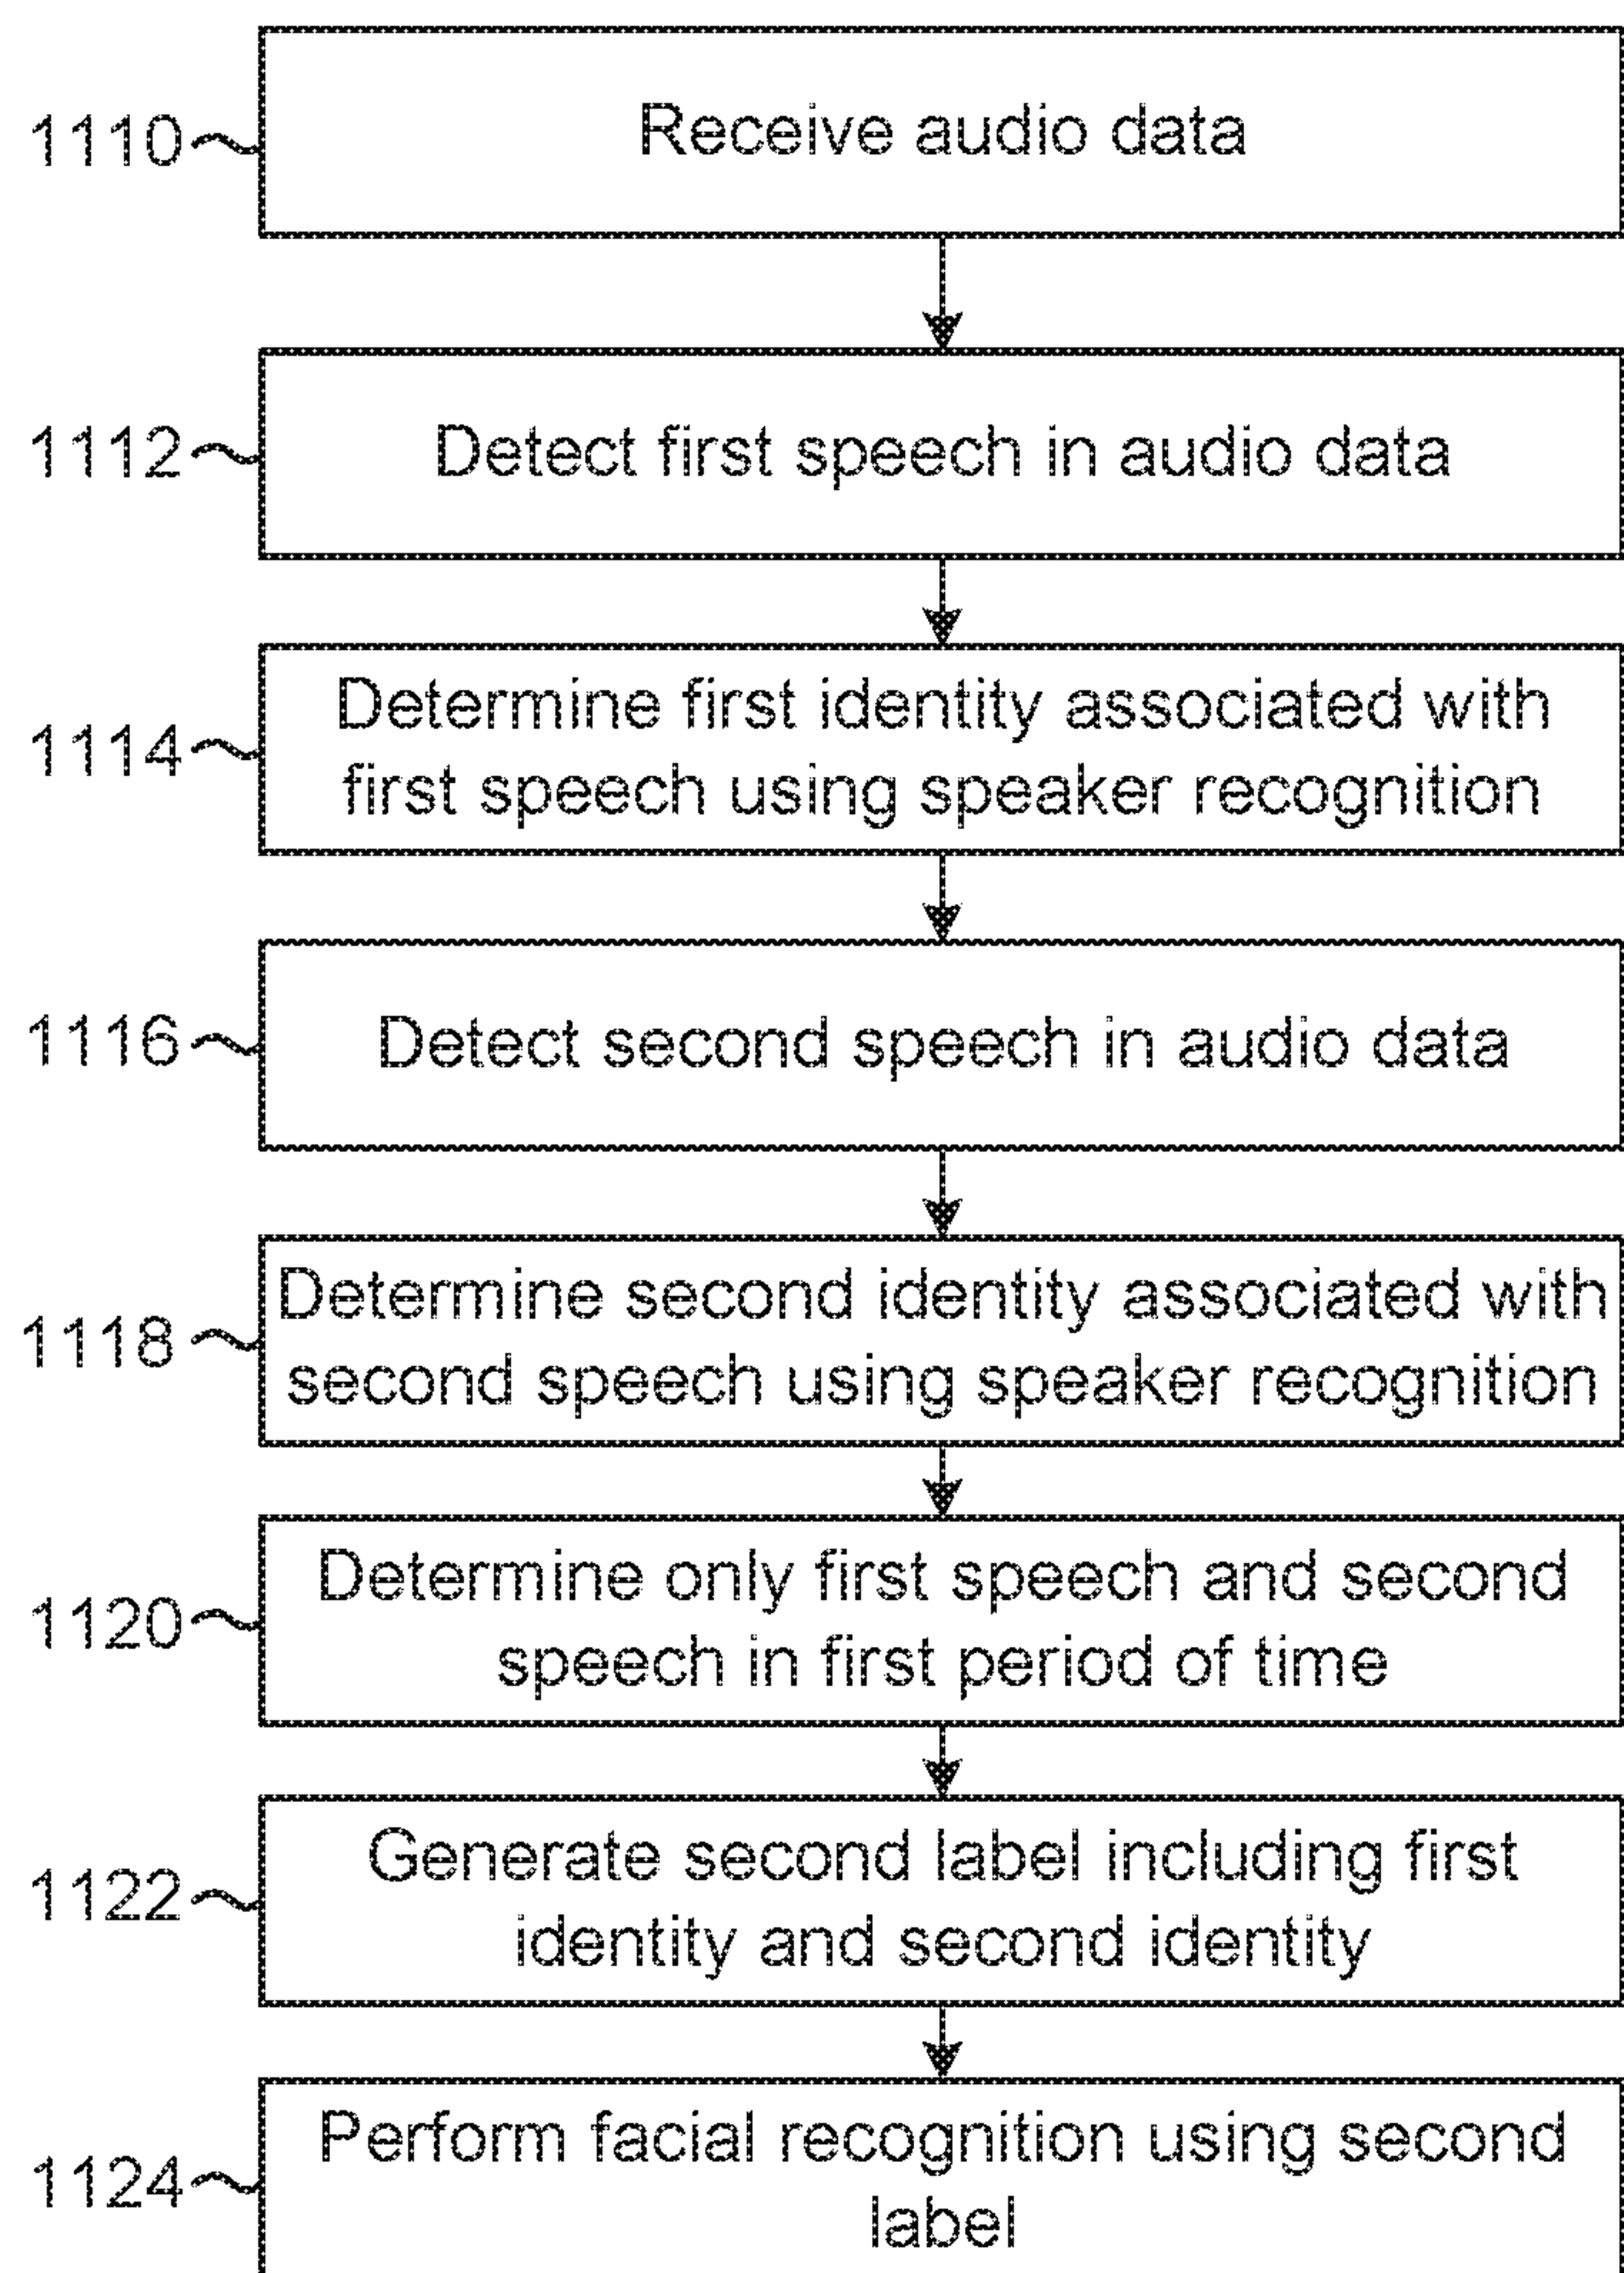 1110
Receive audio data
1112
Detect first speech in audio data
1114
Determine first identity associated with
first speech using speaker recognition
1116
Detect second speech in audio data
1118
Determine second identity associated with
second speech using speaker recognition
1120
Determine only first speech and second
speech in first period of time
1122
Generate second label including first
identity and second identity
1124
Perform facial recognition using second
label